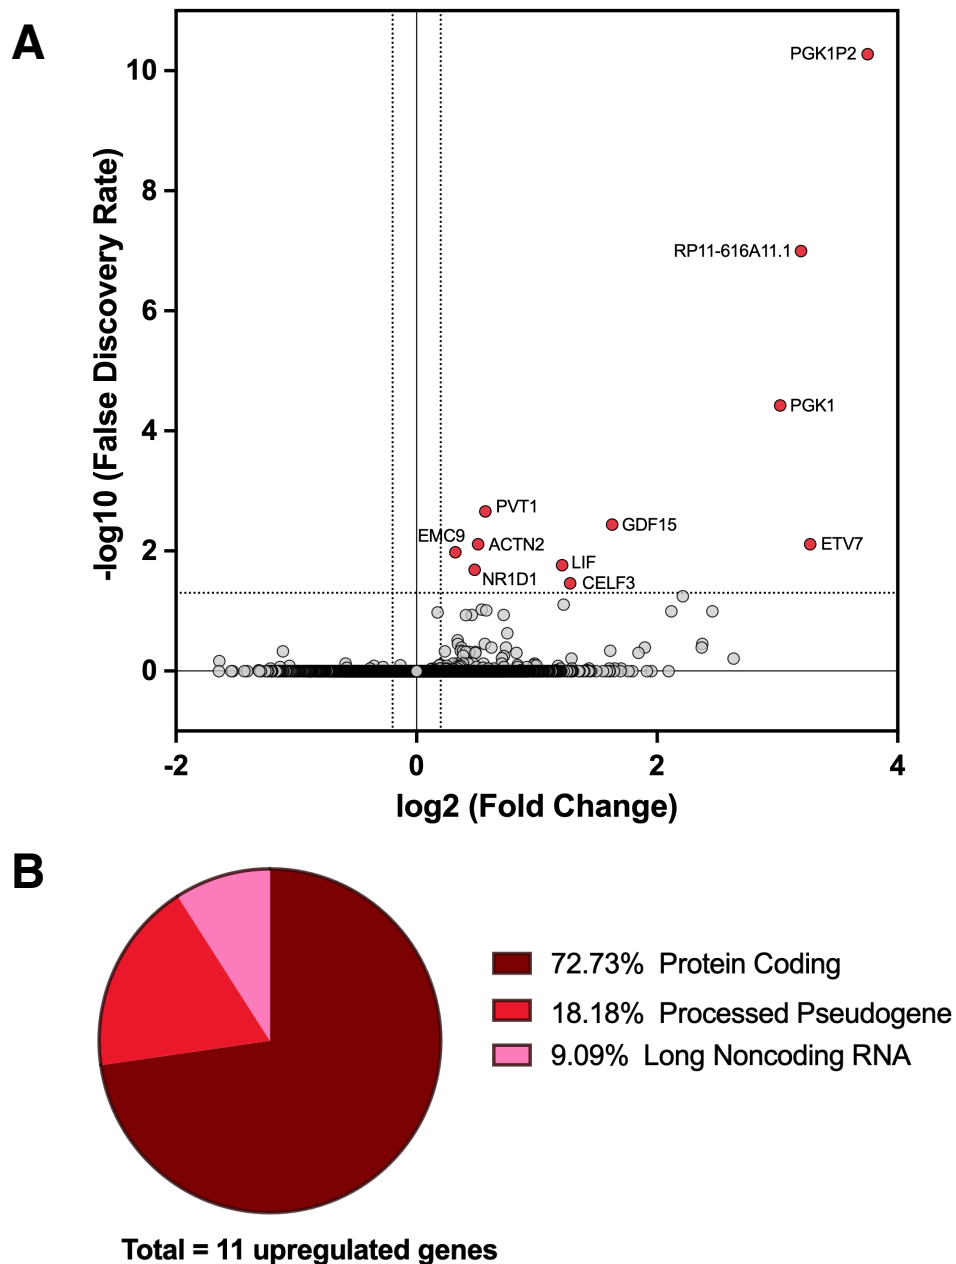 A
-log10 (False Discovery Rate)
10
8
6
4
2
0
PGK1P2
RP11-616A11.1
PGK1
PVT1
GDF15
EMC9
ACTN2
ETV7
LIF
NR1D1
CELF3
-2
0
2
4
log2 (Fold Change)
B
72.73% Protein Coding
18.18% Processed Pseudogene
9.09% Long Noncoding RNA
Total = 11 upregulated genes